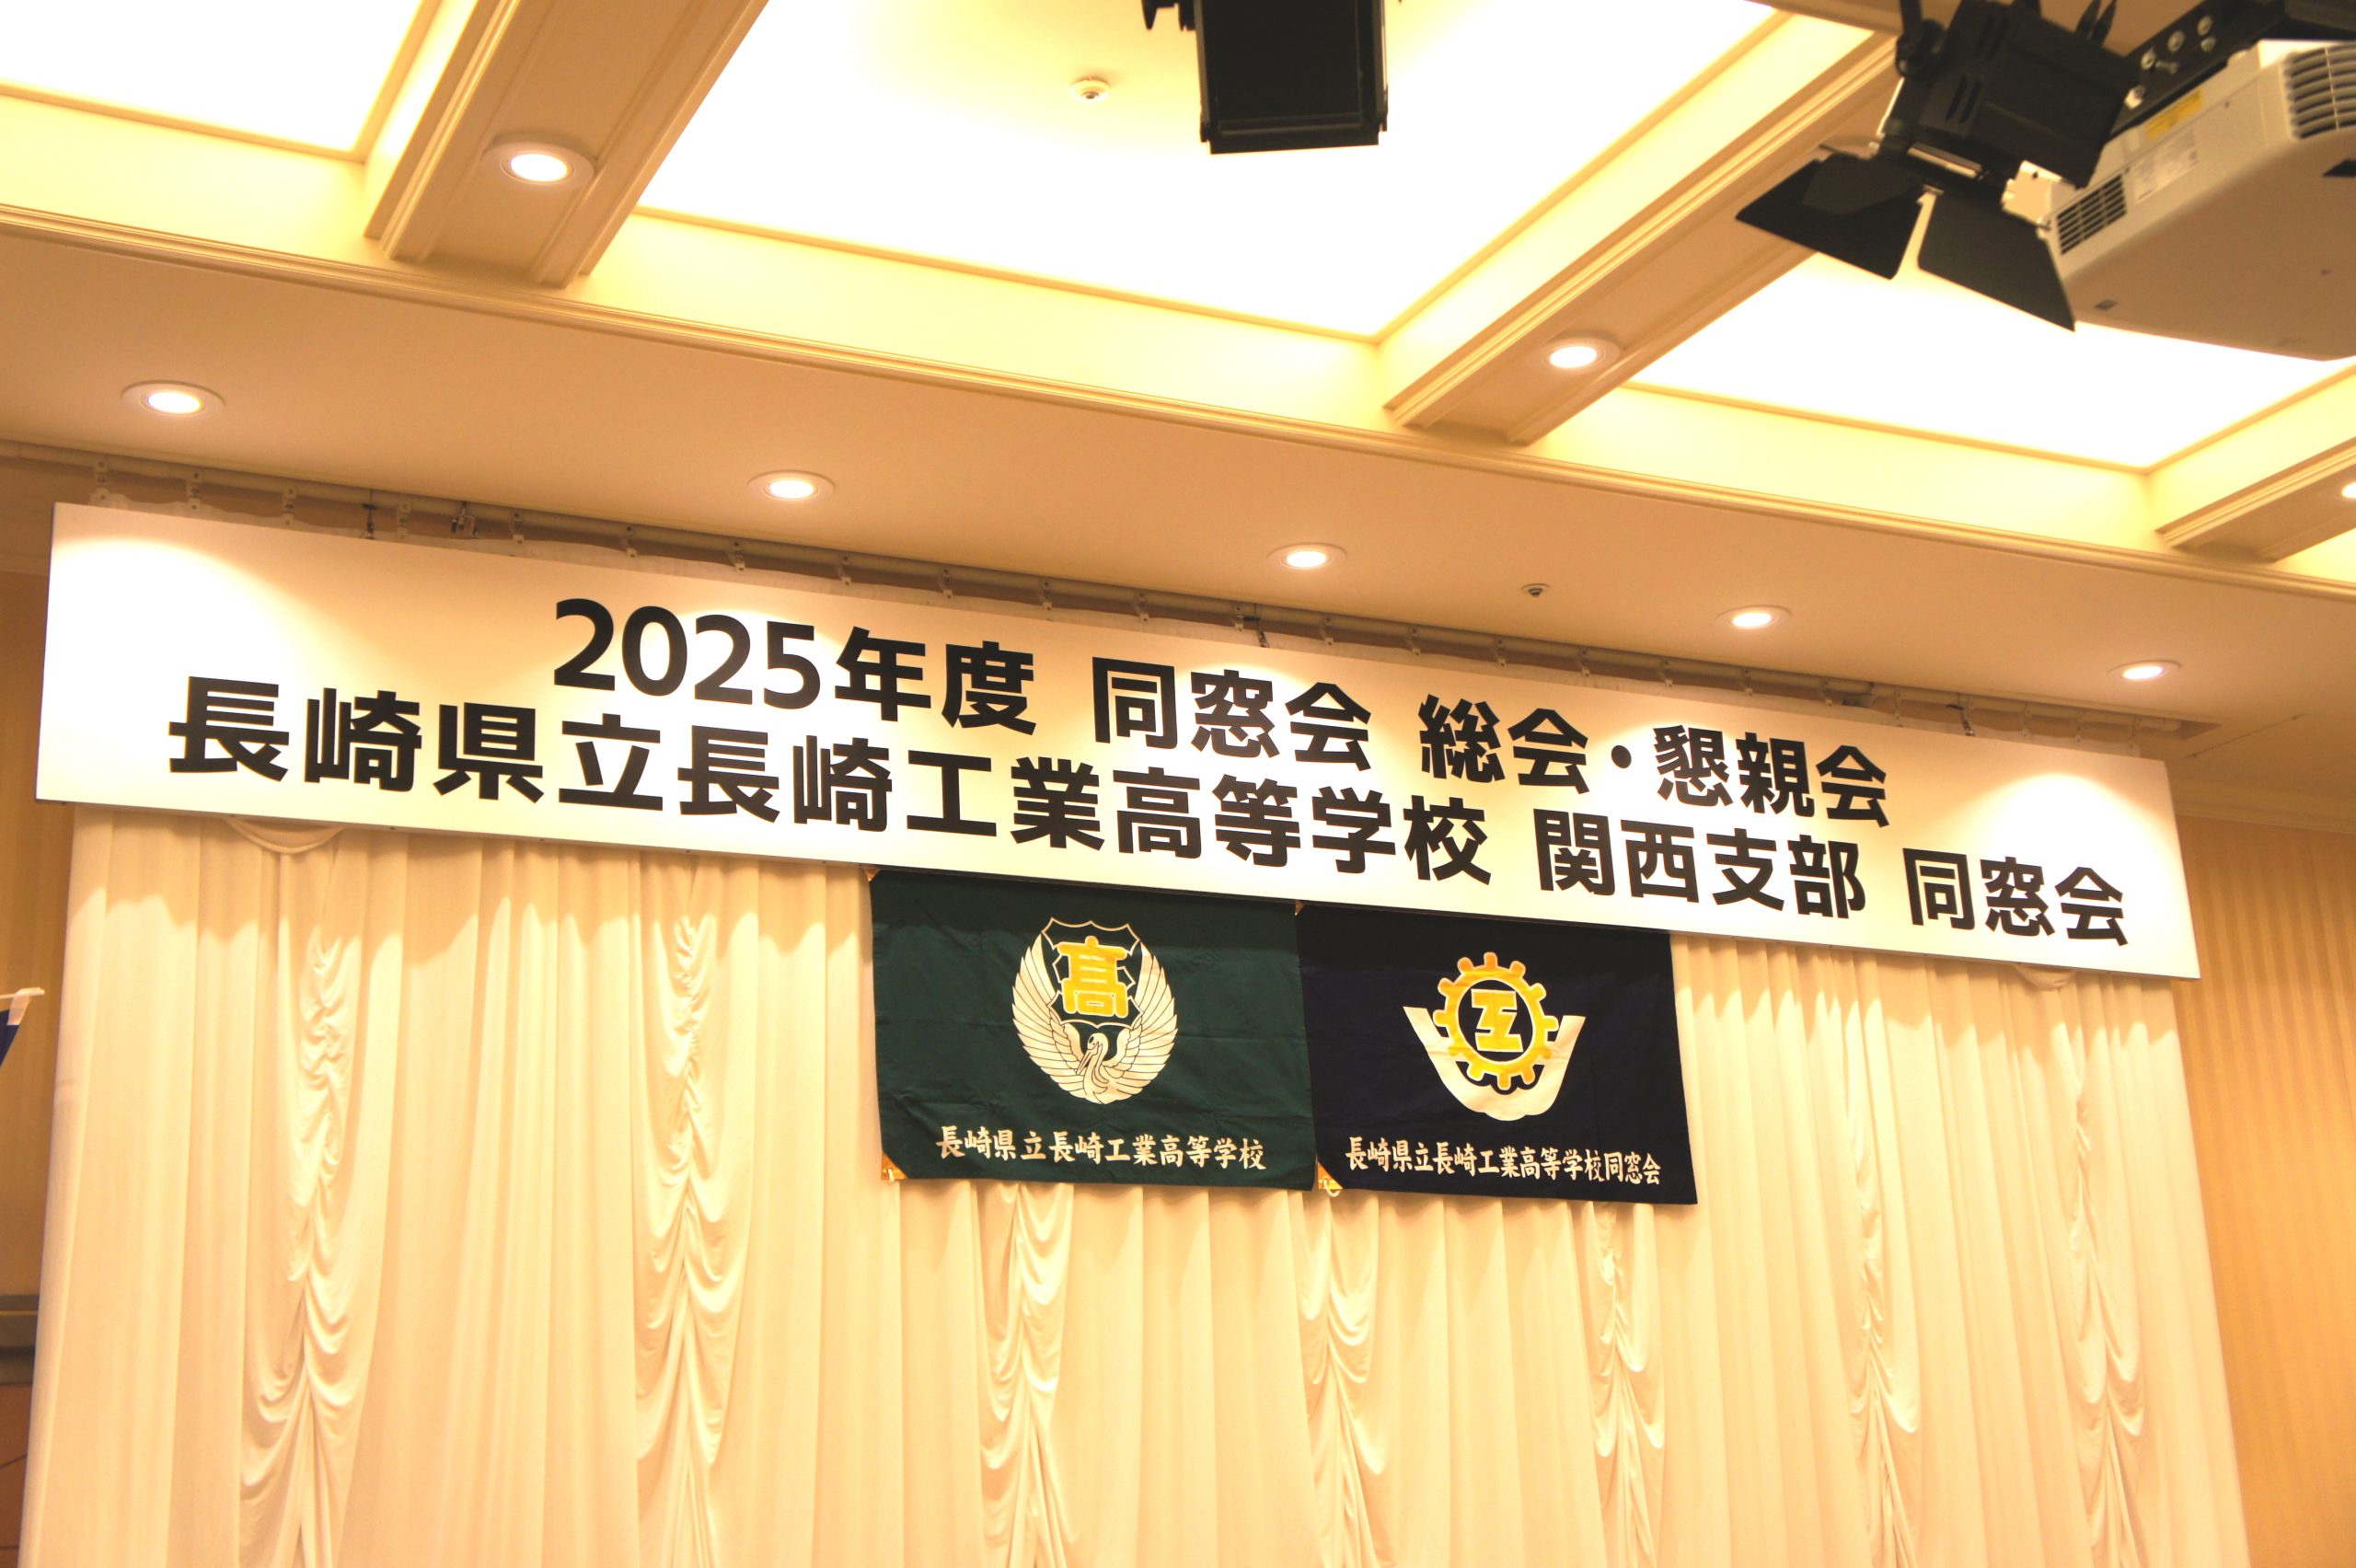 2025年度 同窓会 総会・懇親会
長崎県立長崎工業高等学校 関西支部 同窓会
高
長崎県立長崎工業高等学校
工
長崎県立長崎工業高等学校同窓会